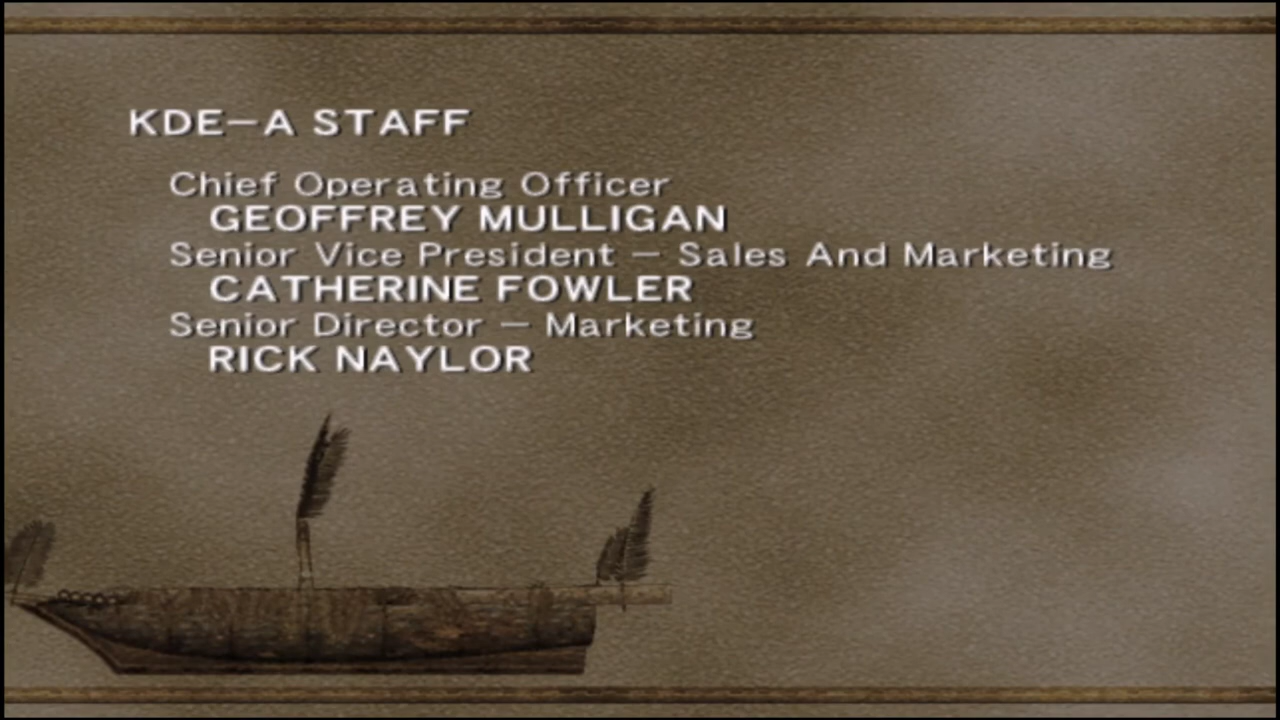 KDE—A STAFF
Chief Operating Officer
GEOFFREY MULLIGAN
Senior Vice President — Sales And Marketing
CATHERINE FOWLER
Senior Director — Marketing
RICK NAYLOR